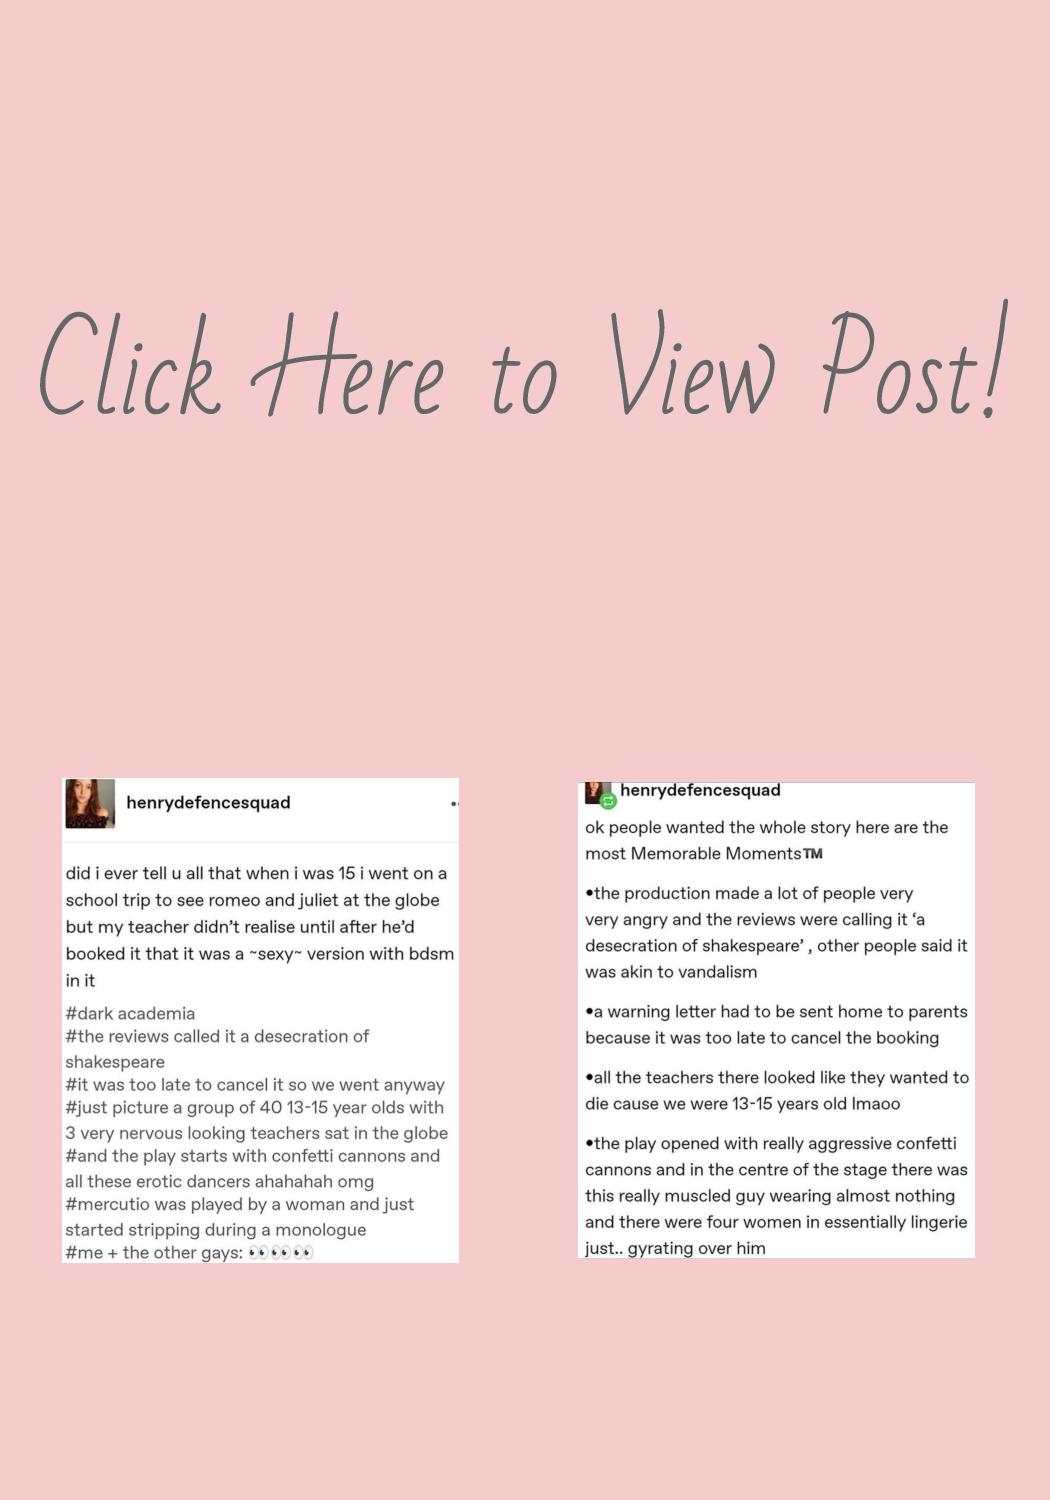 Click Here to View Post!
henrydefencesquad
did i ever tell u all that when i was 15 i went on a
school trip to see romeo and juliet at the globe
but my teacher didn’t realise until after he’d
booked it that it was a ~sexy~ version with bdsm
in it
#dark academia
#the reviews called it a desecration of
shakespeare
#it was too late to cancel it so we went anyway
#just picture a group of 40 13-15 year olds with
3 very nervous looking teachers sat in the globe
#and the play starts with confetti cannons and
all these erotic dancers ahahahah omg
#mercutio was played by a woman and just
started stripping during a monologue
#me + the other gays: 👀👀👀
henrydefencesquad
ok people wanted the whole story here are the
most Memorable Moments™
•the production made a lot of people very
very angry and the reviews were calling it ‘a
desecration of shakespeare’ , other people said it
was akin to vandalism
•a warning letter had to be sent home to parents
because it was too late to cancel the booking
•all the teachers there looked like they wanted to
die cause we were 13-15 years old lmaoo
•the play opened with really aggressive confetti
cannons and in the centre of the stage there was
this really muscled guy wearing almost nothing
and there were four women in essentially lingerie
just.. gyrating over him